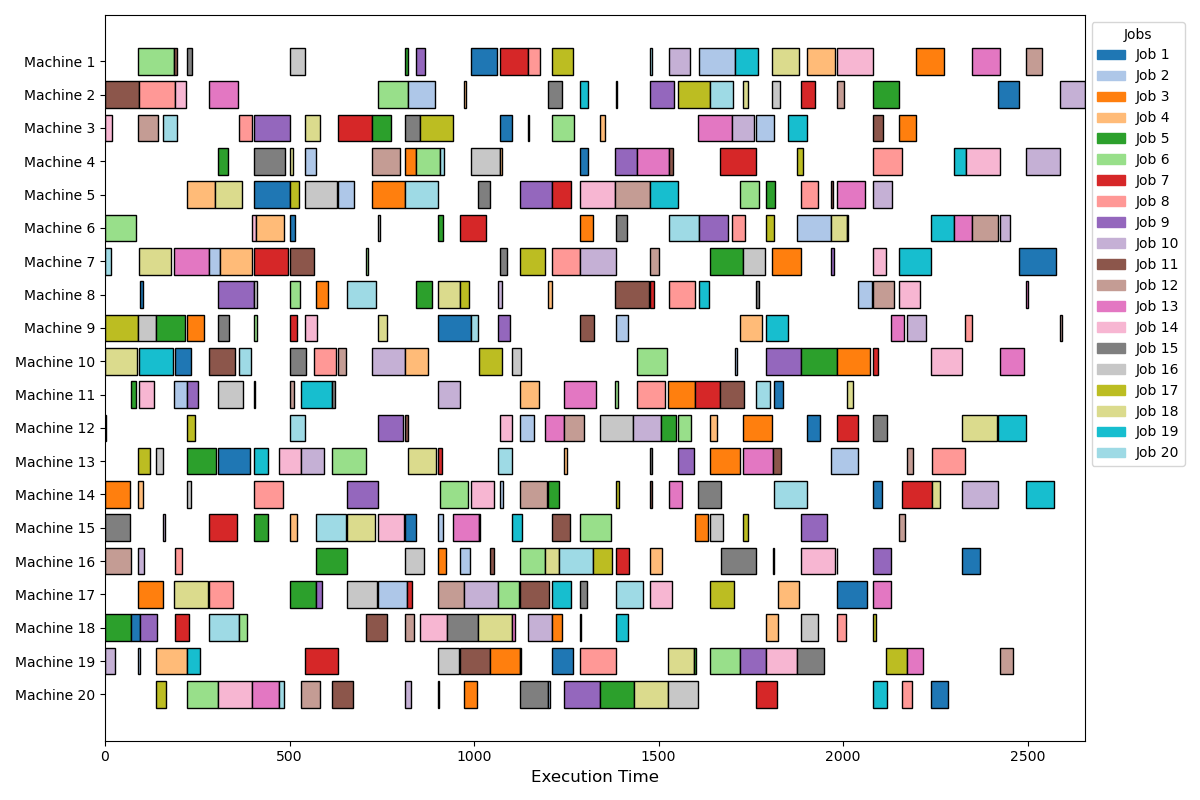 Machine 1
Machine 2
Machine 3
Machine 4
Machine 5
Machine 6
Machine 7
Machine 8
Machine 9
Machine 10
Machine 11
Machine 12
Machine 13
Machine 14
Machine 15
Machine 16
Machine 17
Machine 18
Machine 19
Machine 20
0 500 1000 1500 2000 2500
Execution Time
Jobs
Job 1
Job 2
Job 3
Job 4
Job 5
Job 6
Job 7
Job 8
Job 9
Job 10
Job 11
Job 12
Job 13
Job 14
Job 15
Job 16
Job 17
Job 18
Job 19
Job 20